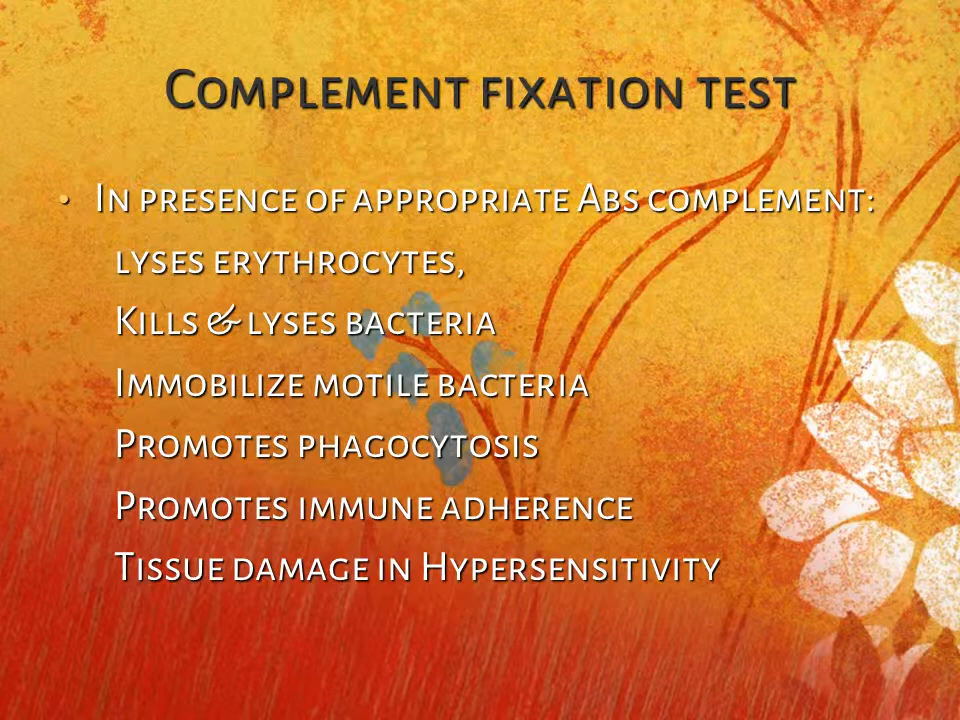 Complement fixation test
• In presence of appropriate Abs complement:
lyses erythrocytes,
Kills & lyses bacteria
Immobilize motile bacteria
Promotes phagocytosis
Promotes immune adherence
Tissue damage in Hypersensitivity